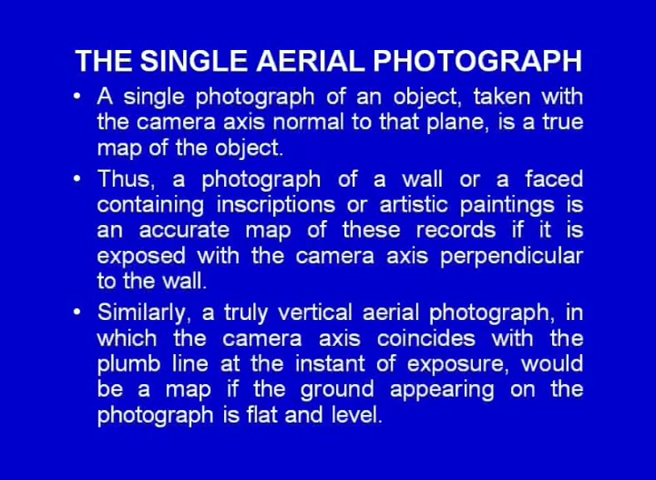 THE SINGLE AERIAL PHOTOGRAPH
• A single photograph of an object, taken with
the camera axis normal to that plane, is a true
map of the object.
• Thus, a photograph of a wall or a faced
containing inscriptions or artistic paintings is
an accurate map of these records if it is
exposed with the camera axis perpendicular
to the wall.
• Similarly, a truly vertical aerial photograph, in
which the camera axis coincides with the
plumb line at the instant of exposure, would
be a map if the ground appearing on the
photograph is flat and level.